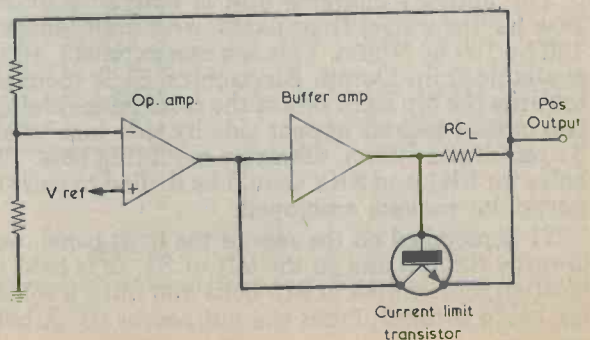 Op. amp.
Buffer amp
RCL
Pos.
Output
−
+
V ref
Current limit
transistor